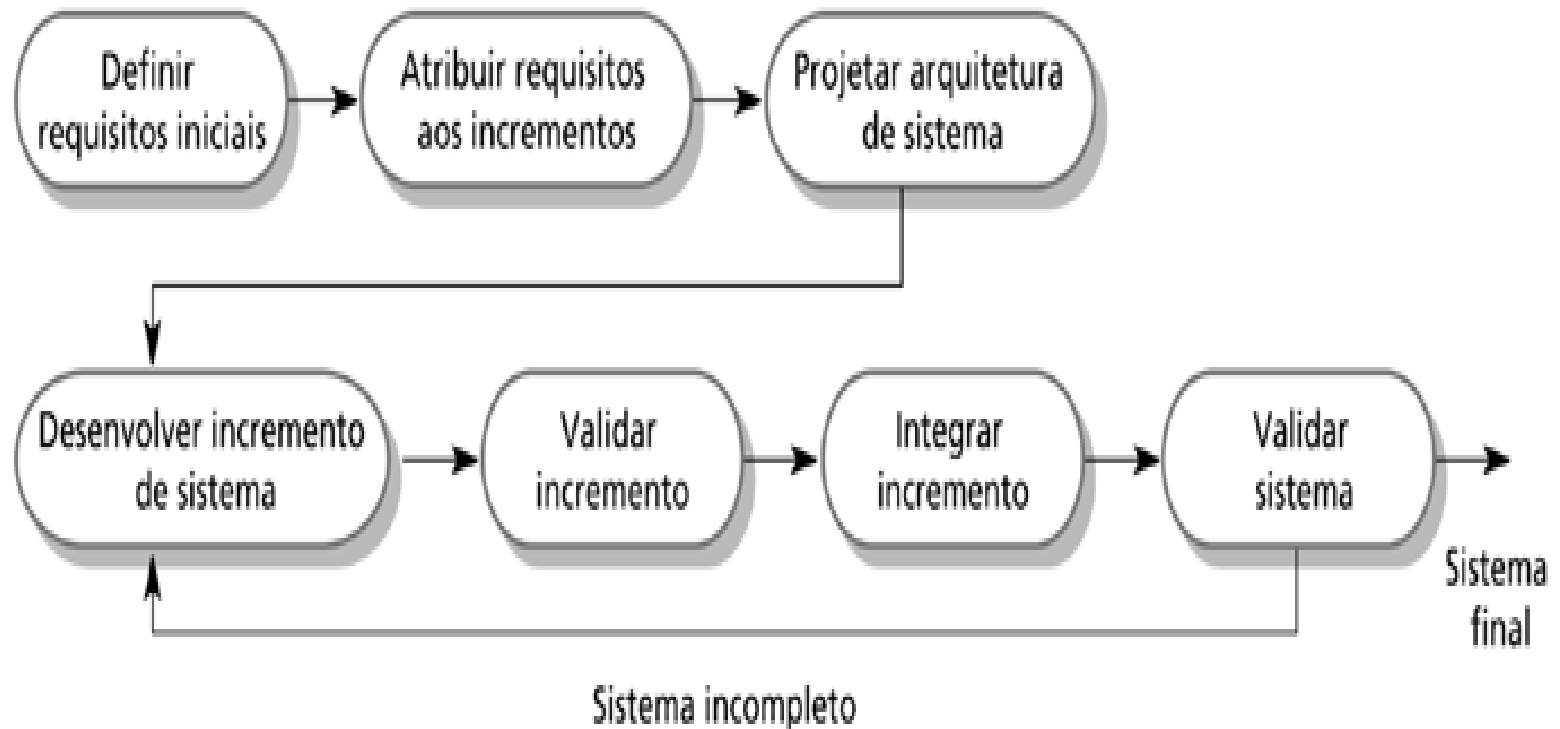 Definir
requisitos iniciais
Atribuir requisitos
aos incrementos
Projetar arquitetura
de sistema
Desenvolver incremento
de sistema
Validar
incremento
Integrar
incremento
Validar
sistema
Sistema
final
Sistema incompleto